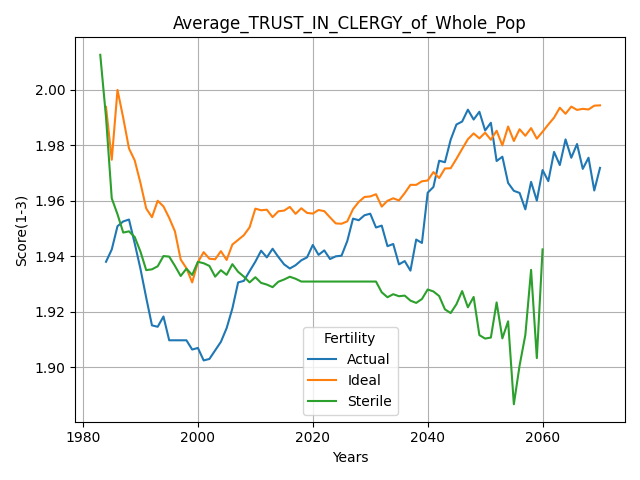 Average_TRUST_IN_CLERGY_of_Whole_Pop
Score(1-3)
2.00
1.98
1.96
1.94
1.92
1.90
Fertility
Actual
Ideal
Sterile
1980 2000 2020 2040 2060
Years